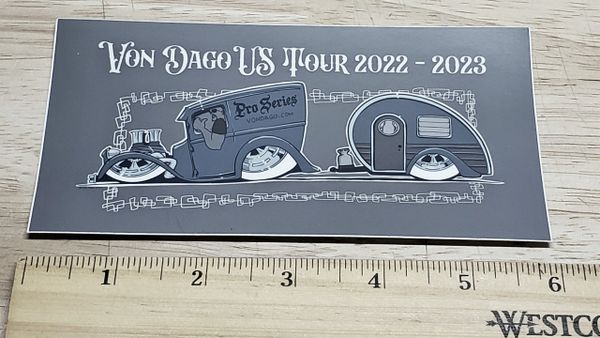 Von Dago US Tour 2022 - 2023
Pro Series
VONDAGO.COM
1 2 3 4 5 6
WESTCO